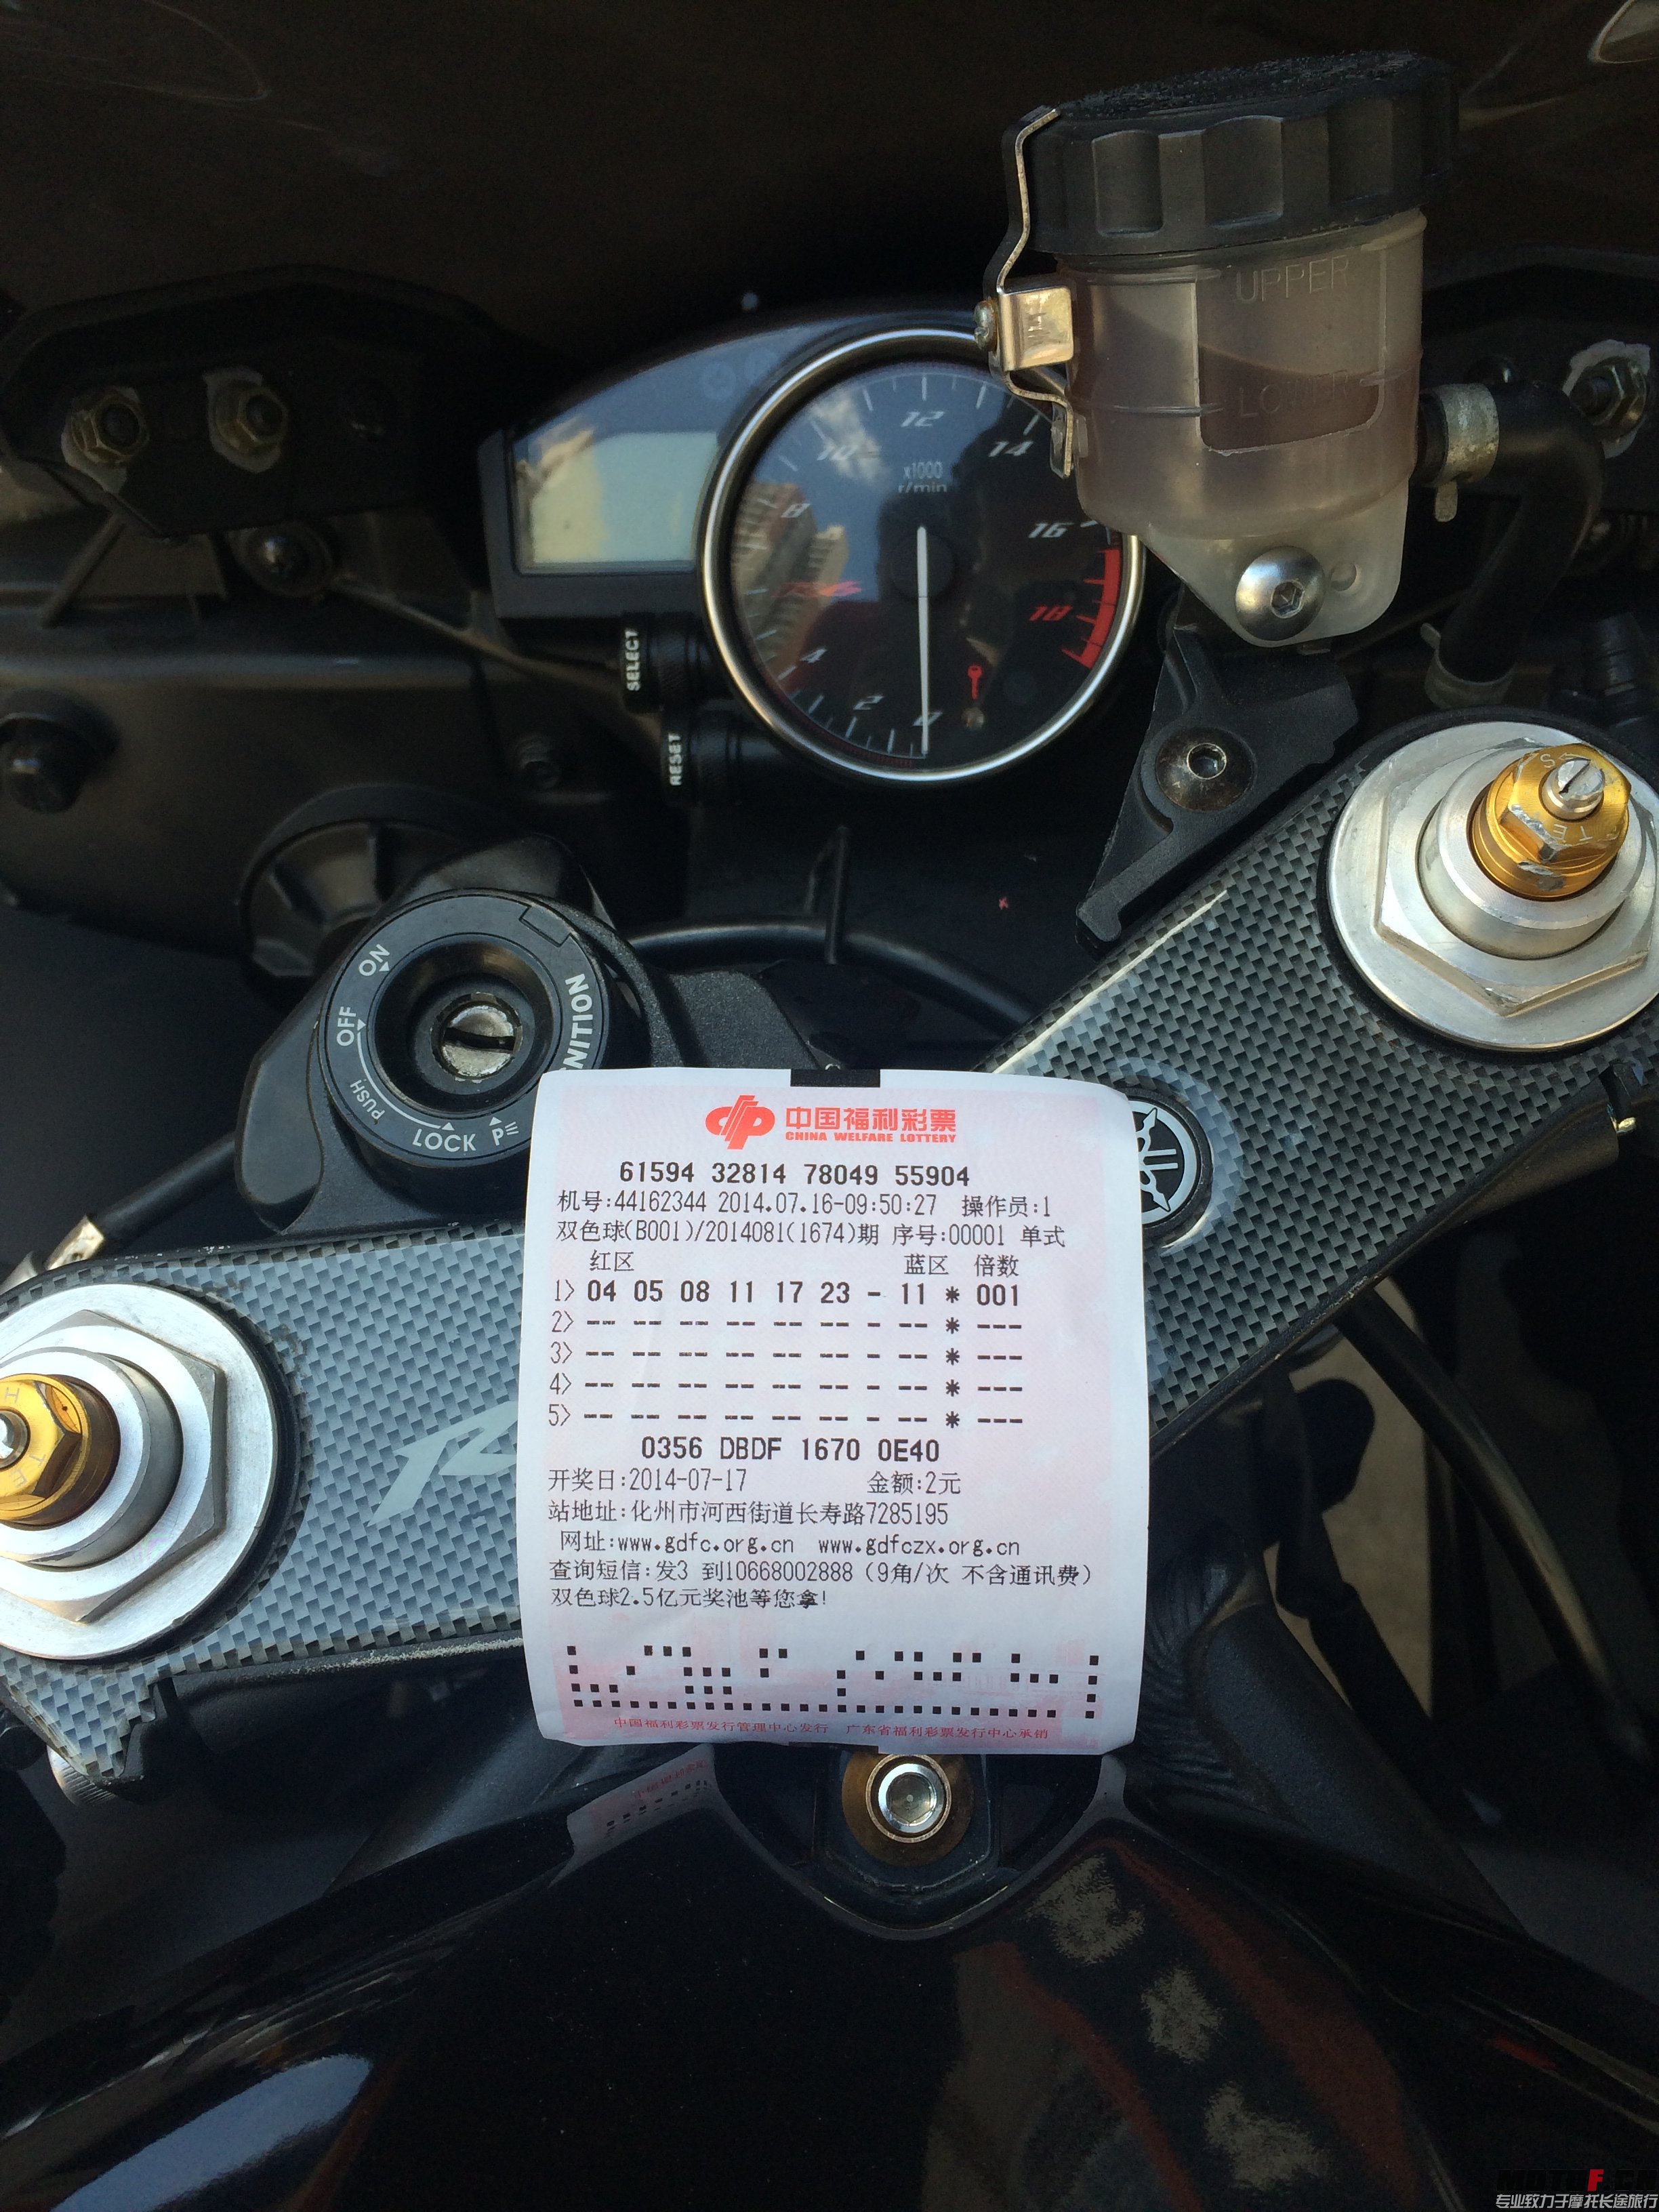 UPPER
LOWER
12
10
14
x1000
r/min
8
16
R6
18
4
2
0
SELECT
RESET
ON
OFF
PUSH
LOCK P
中国福利彩票
CHINA WELFARE LOTTERY
61594 32814 78049 55904
机号:44162344 2014.07.16-09:50:27 操作员:1
双色球(B001)/2014081(1674)期 序号:00001 单式
红区 蓝区 倍数
1> 04 05 08 11 17 23 - 11 * 001
2> -- -- -- -- -- -- - -- * ---
3> -- -- -- -- -- -- - -- * ---
4> -- -- -- -- -- -- - -- * ---
5> -- -- -- -- -- -- - -- * ---
0356 DBDF 1670 0E40
开奖日:2014-07-17 金额:2元
站地址:化州市河西街道长寿路7285195
网址:www.gdfc.org.cn www.gdfczx.org.cn
查询短信:发3 到10668002888（9角/次 不含通讯费）
双色球2.5亿元奖池等您拿!
中国福利彩票发行管理中心发行 广东省福利彩票发行中心承销
专业致力于摩托长途旅行